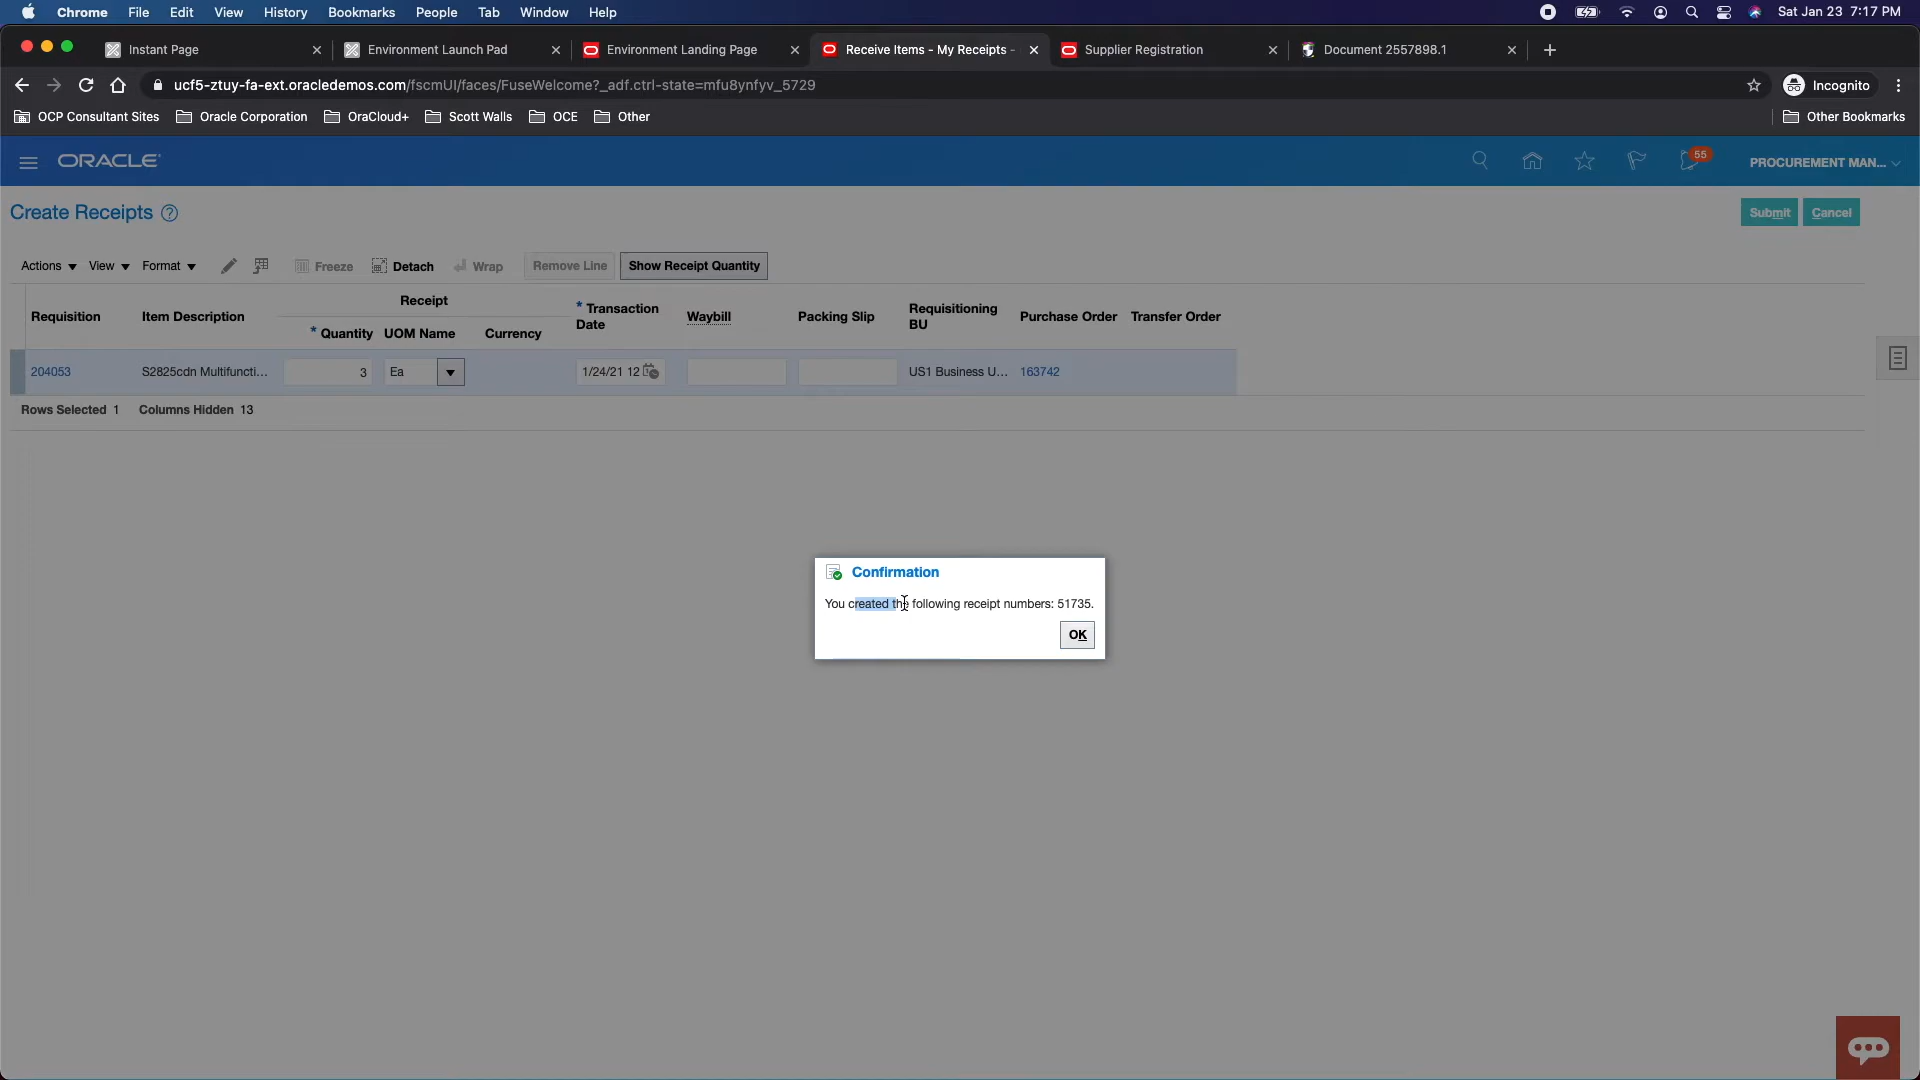 Chrome File Edit View History Bookmarks People Tab Window Help Sat Jan 23 7:17 PM
Instant Page Environment Launch Pad Environment Landing Page Receive Items - My Receipts - Supplier Registration Document 2557898.1
ucf5-ztuy-fa-ext.oracledemos.com/fscmUI/faces/FuseWelcome?_adf.ctrl-state=mfu8ynfyv_5729 Incognito
OCP Consultant Sites Oracle Corporation OraCloud+ Scott Walls OCE Other Other Bookmarks
ORACLE 55 PROCUREMENT MAN...
Create Receipts ? Submit Cancel
Actions View Format Freeze Detach Wrap Remove Line Show Receipt Quantity
Requisition Item Description Receipt * Quantity UOM Name Currency * Transaction Date Waybill Packing Slip Requisitioning BU Purchase Order Transfer Order
204053 S2825cdn Multifuncti... 3 Ea 1/24/21 12 US1 Business U... 163742
Rows Selected 1 Columns Hidden 13
Confirmation
You created the following receipt numbers: 51735.
OK